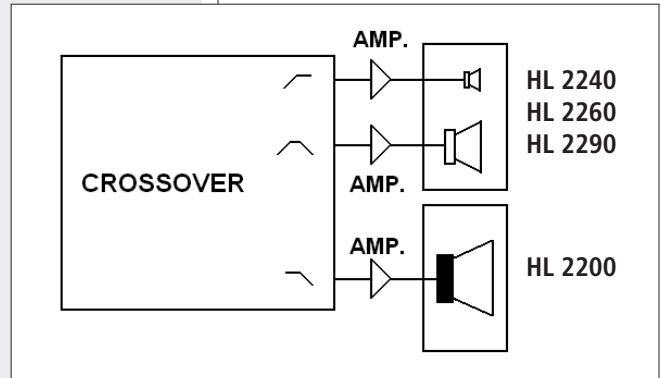 AMP.
HL 2240
HL 2260
HL 2290
CROSSOVER
AMP.
AMP.
HL 2200